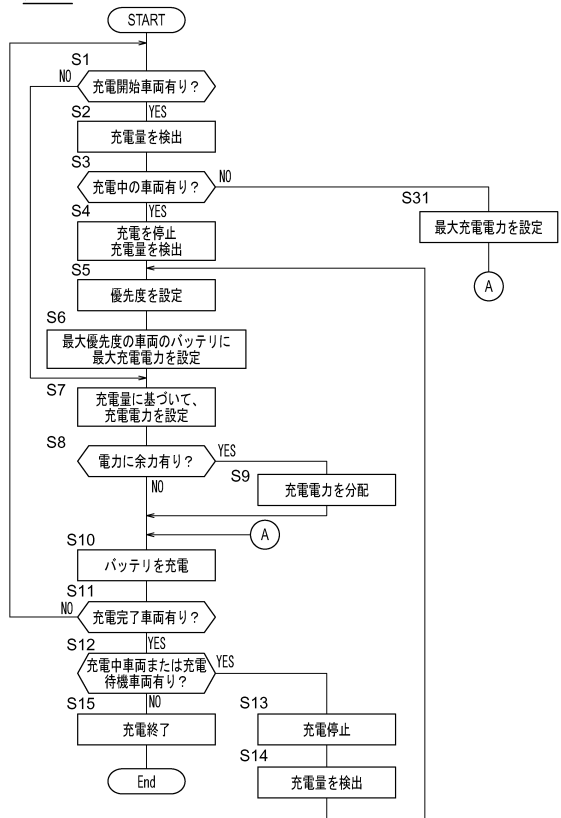 START
S1
NO
充電開始車両有り？
YES
S2
充電量を検出
S3
充電中の車両有り？
NO
YES
S31
最大充電電力を設定
A
S4
充電を停止
充電量を検出
S5
優先度を設定
S6
最大優先度の車両のバッテリに
最大充電電力を設定
S7
充電量に基づいて、
充電電力を設定
S8
電力に余力有り？
YES
NO
S9
充電電力を分配
A
S10
バッテリを充電
S11
NO
充電完了車両有り？
YES
S12
充電中車両または充電
待機車両有り？
YES
NO
S13
充電停止
S15
充電終了
S14
充電量を検出
End